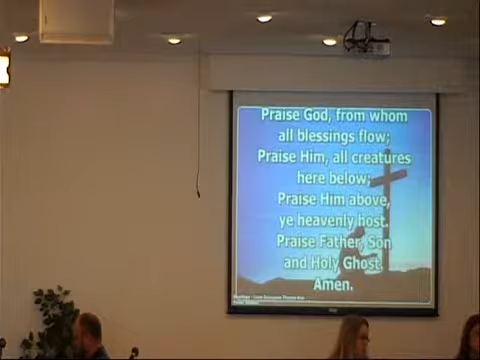 Praise God, from whom
all blessings flow;
Praise Him, all creatures
here below;
Praise Him above,
ye heavenly host.
Praise Father, Son
and Holy Ghost.
Amen.